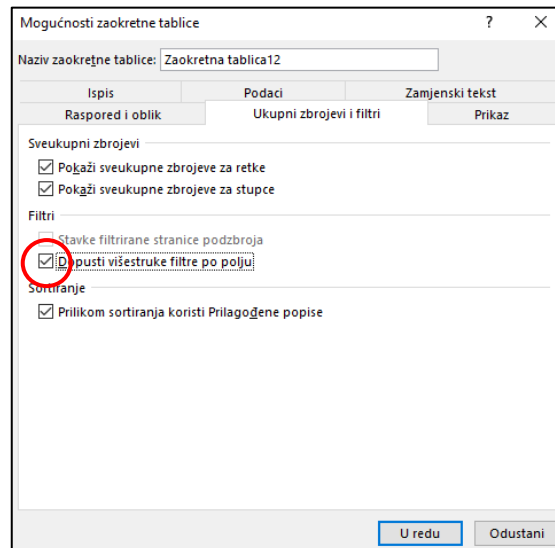 Mogućnosti zaokretne tablice ? ×
Naziv zaokretne tablice: Zaokretna tablica12
Ispis Podaci Zamjenski tekst
Raspored i oblik Ukupni zbrojevi i filtri Prikaz
Sveukupni zbrojevi
Pokaži sveukupne zbrojeve za retke
Pokaži sveukupne zbrojeve za stupce
Filtri
Stavke filtrirane stranice podzbroja
Dopusti višestruke filtre po polju
Sortiranje
Prilikom sortiranja koristi Prilagođene popise
U redu Odustani